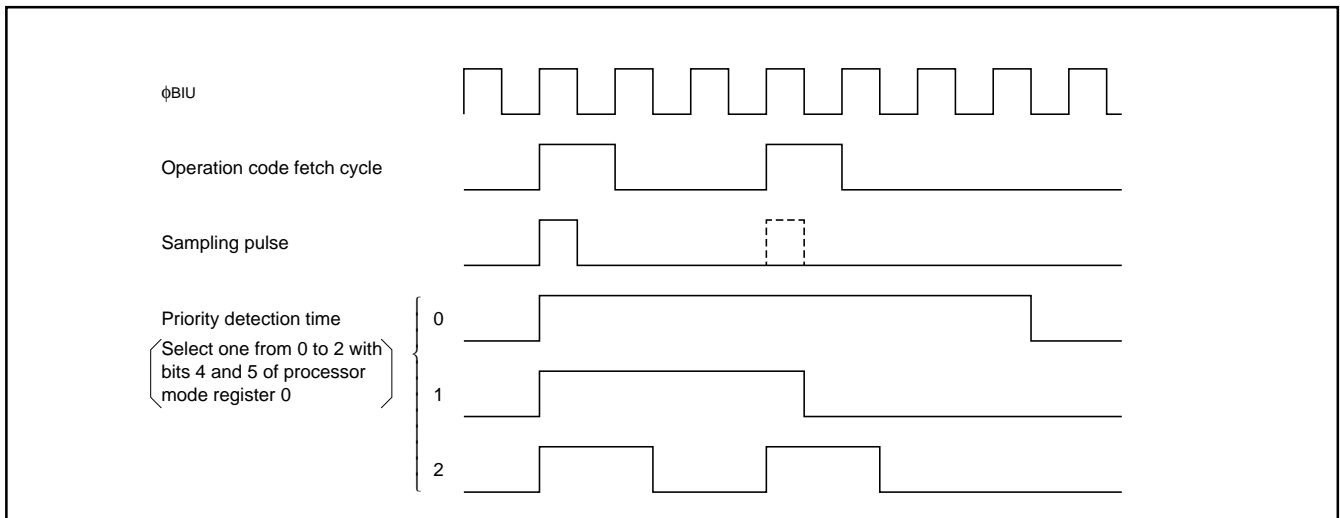 φBIU
Operation code fetch cycle
Sampling pulse
Priority detection time
Select one from 0 to 2 with
bits 4 and 5 of processor
mode register 0
0
1
2